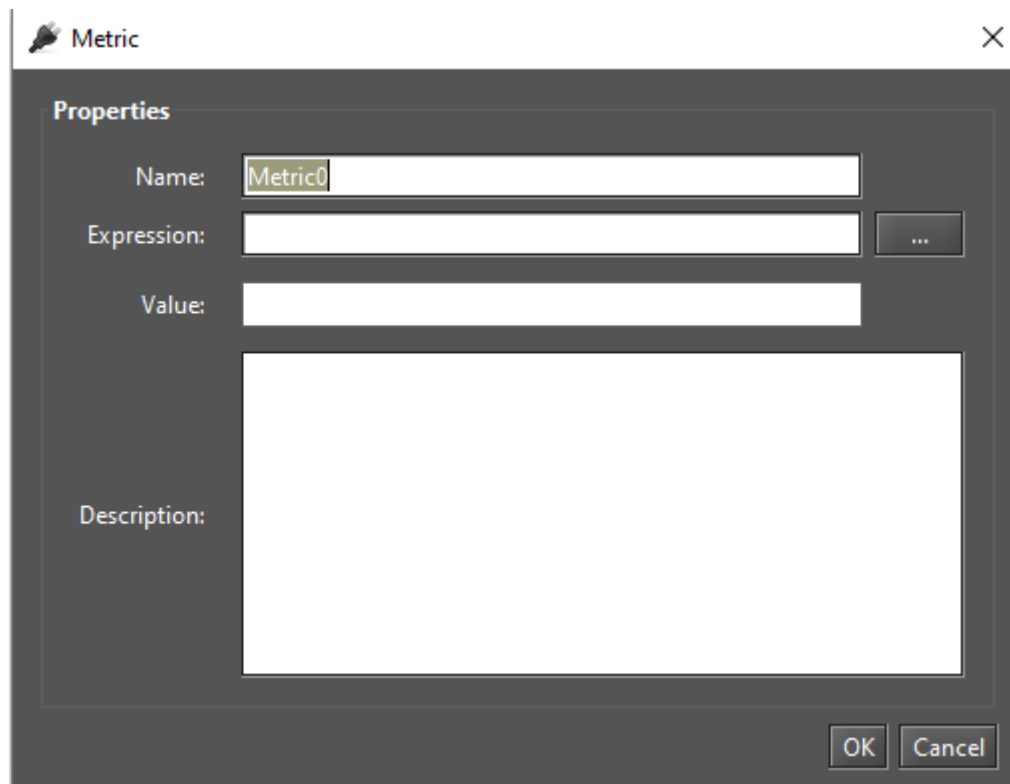 Metric
Properties
Name: Metric0
Expression: ...
Value:
Description:
OK Cancel